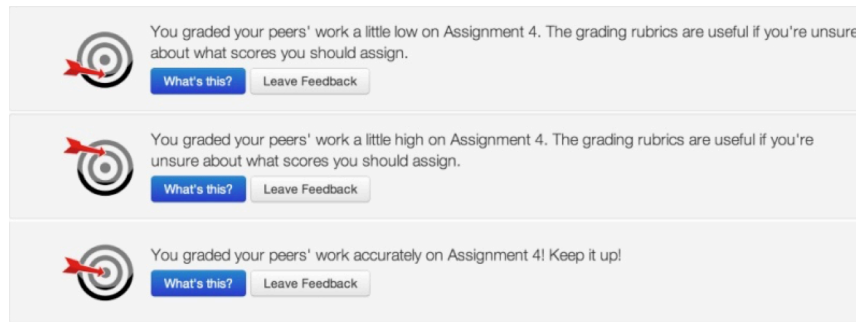 You graded your peers' work a little low on Assignment 4. The grading rubrics are useful if you're unsure
about what scores you should assign.
What's this? Leave Feedback
You graded your peers' work a little high on Assignment 4. The grading rubrics are useful if you're
unsure about what scores you should assign.
What's this? Leave Feedback
You graded your peers' work accurately on Assignment 4! Keep it up!
What's this? Leave Feedback